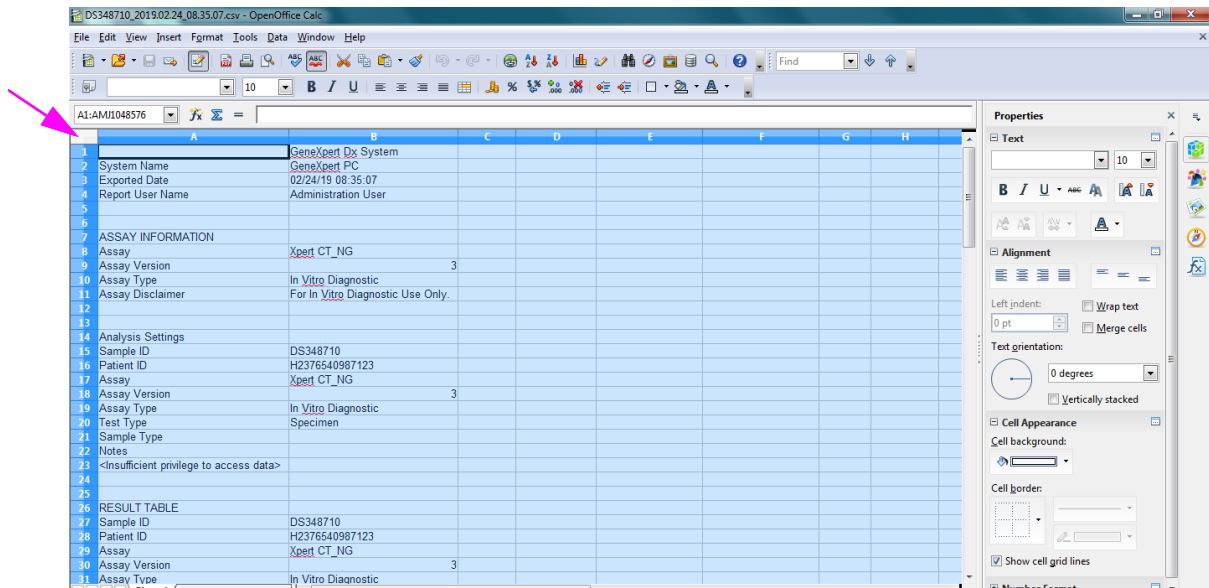 DS348710_2019.02.24_08.35.07.csv - OpenOffice Calc
File Edit View Insert Format Tools Data Window Help
Find
10
A1:AMJ1048576
A B C D E F G H
1 GeneXpert Dx System
2 System Name GeneXpert PC
3 Exported Date 02/24/19 08:35:07
4 Report User Name Administration User
5
6
7 ASSAY INFORMATION
8 Assay Xpert CT_NG
9 Assay Version 3
10 Assay Type In Vitro Diagnostic
11 Assay Disclaimer For In Vitro Diagnostic Use Only.
12
13
14 Analysis Settings
15 Sample ID DS348710
16 Patient ID H2376540987123
17 Assay Xpert CT_NG
18 Assay Version 3
19 Assay Type In Vitro Diagnostic
20 Test Type Specimen
21 Sample Type
22 Notes
23 <Insufficient privilege to access data>
24
25
26 RESULT TABLE
27 Sample ID DS348710
28 Patient ID H2376540987123
29 Assay Xpert CT_NG
30 Assay Version 3
31 Assay Type In Vitro Diagnostic
Properties
Text
10
Alignment
Left indent:
Wrap text
0 pt
Merge cells
Text orientation:
0 degrees
Vertically stacked
Cell Appearance
Cell background:
Cell border:
Show cell grid lines
Number Format